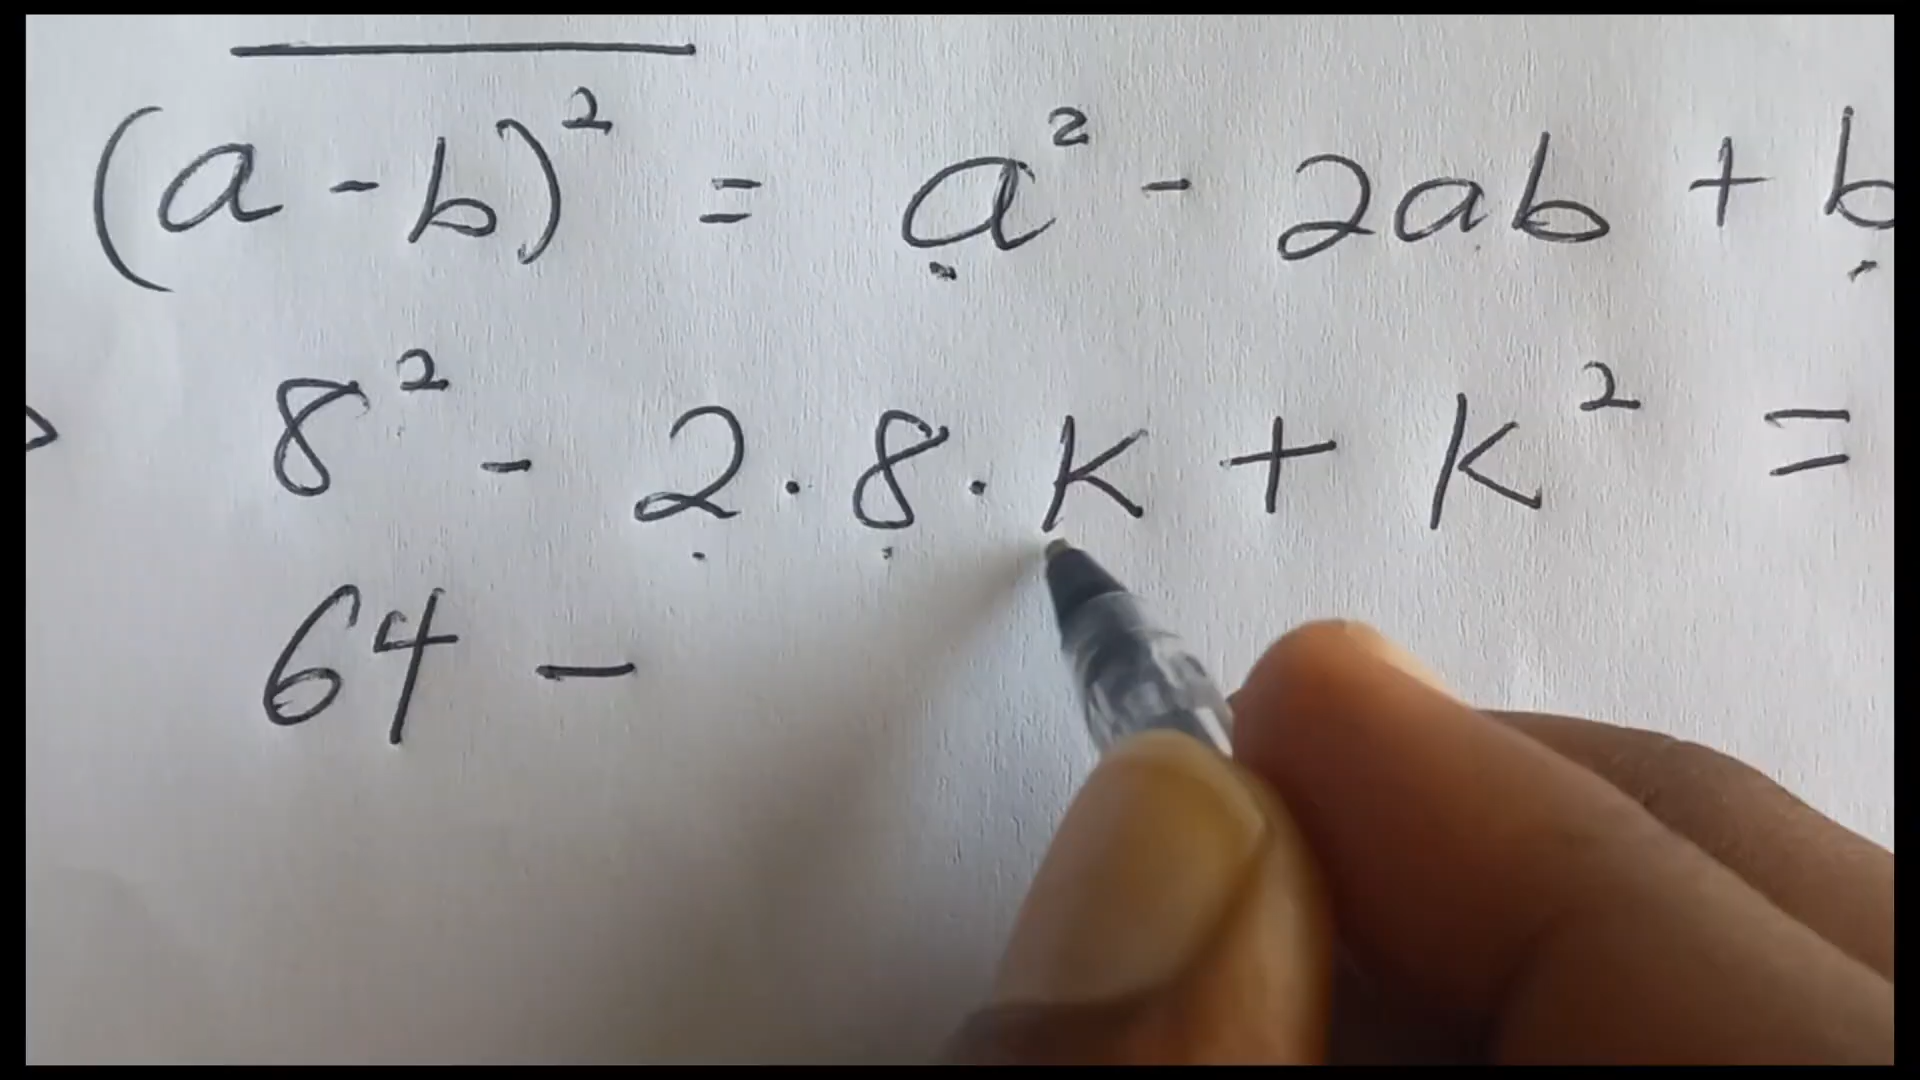 (a - b)² = a² - 2ab + b
8² - 2 · 8 · k + k² =
64 -